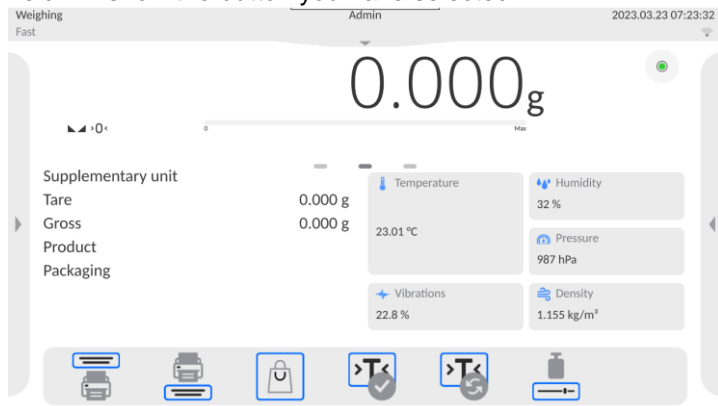 Weighing Admin 2023.03.23 07:23:32
Fast
0.000g
›0‹
0 Max
Supplementary unit
Tare 0.000 g
Gross 0.000 g
Product
Packaging
Temperature
23.01 °C
Humidity
32 %
Pressure
987 hPa
Vibrations
22.8 %
Density
1.155 kg/m³
›T‹ ›T‹